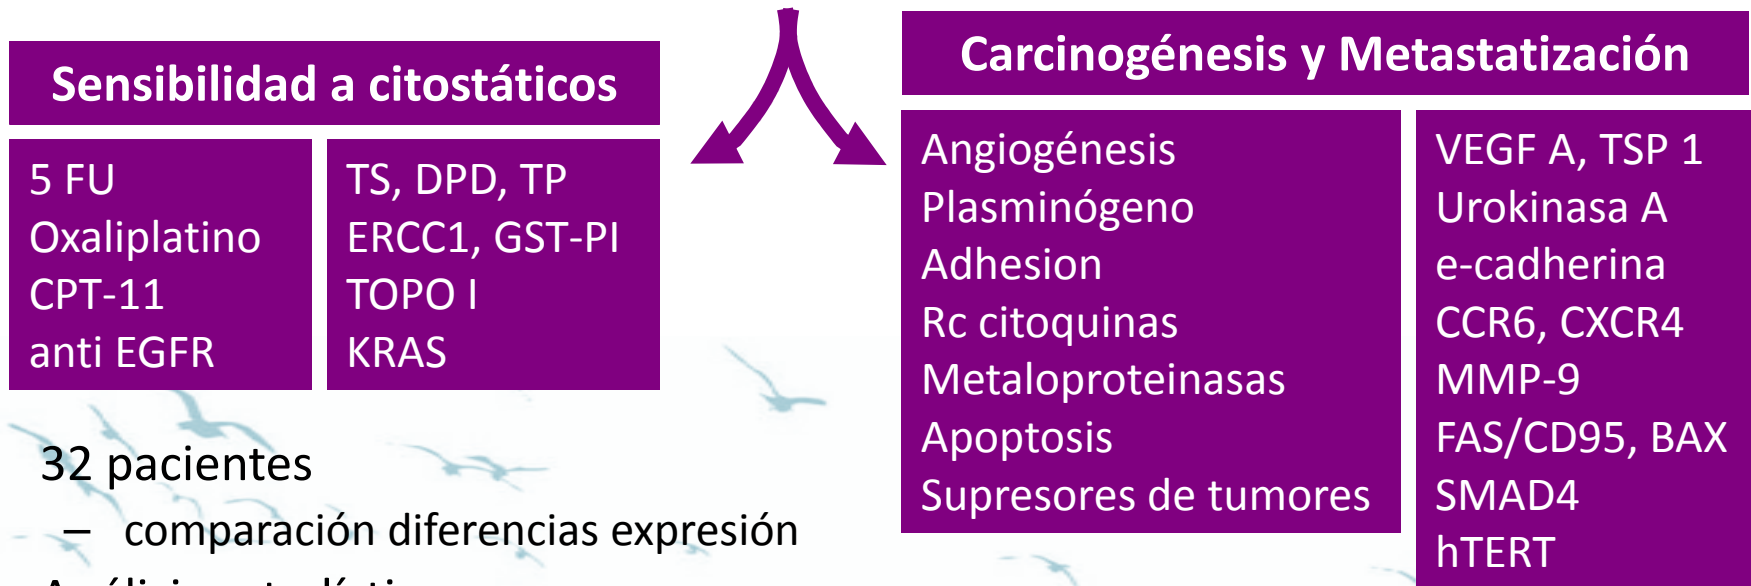 Sensibilidad a citostáticos
5 FU
Oxaliplatino
CPT-11
anti EGFR
TS, DPD, TP
ERCC1, GST-PI
TOPO I
KRAS
32 pacientes
– comparación diferencias expresión
Carcinogénesis y Metastatización
Angiogénesis
Plasminógeno
Adhesion
Rc citoquinas
Metaloproteinasas
Apoptosis
Supresores de tumores
VEGF A, TSP 1
Urokinasa A
e-cadherina
CCR6, CXCR4
MMP-9
FAS/CD95, BAX
SMAD4
hTERT